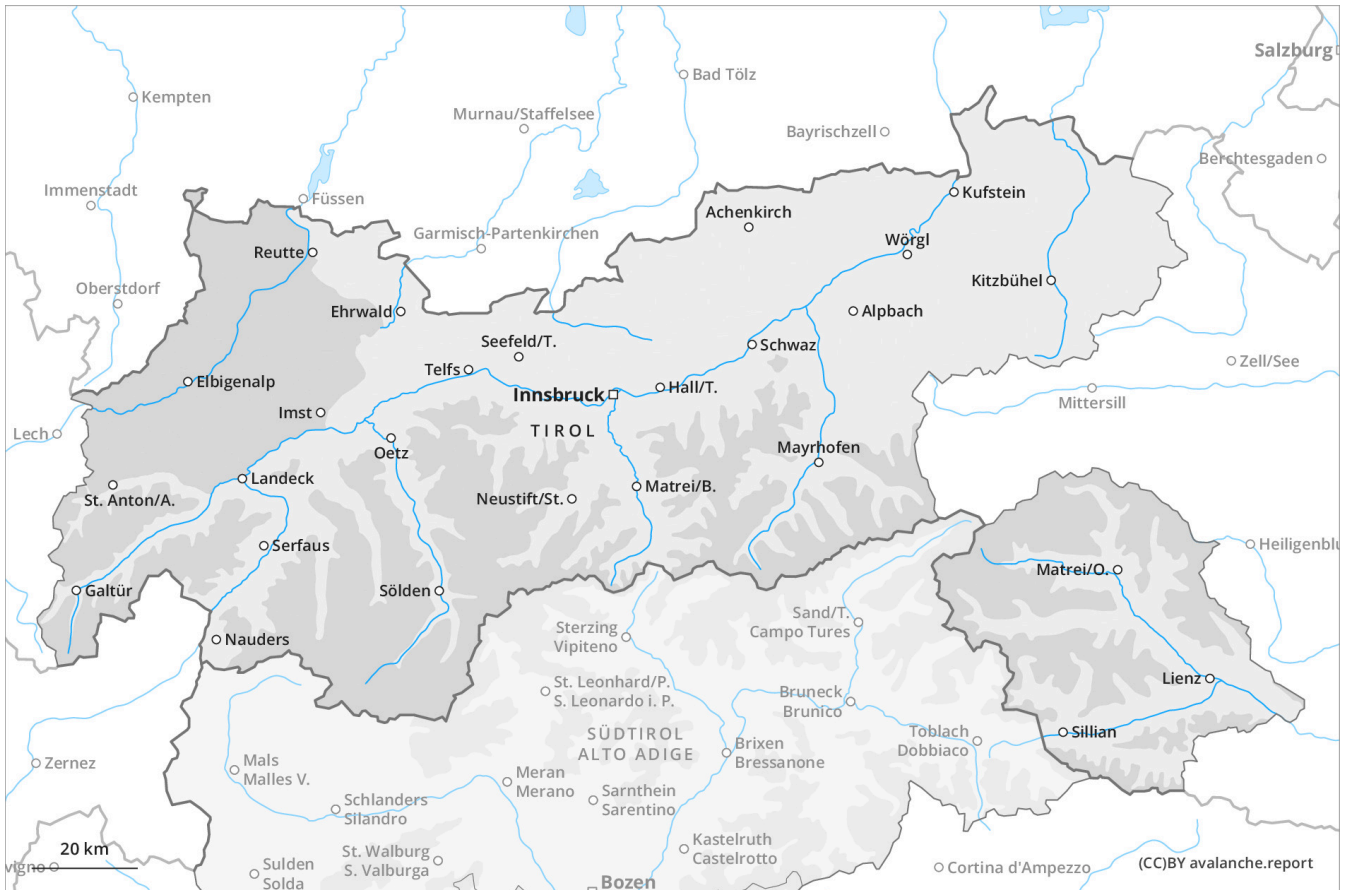 Salzburg
Bad Tölz
Kempten
Murnau/Staffelsee
Bayrischzell
Berchtesgaden
Immenstadt
Füssen
Kufstein
Achenkirch
Garmisch-Partenkirchen
Wörgl
Reutte
Kitzbühel
Oberstdorf
Ehrwald
Alpbach
Seefeld/T.
Schwaz
Zell/See
Telfs
Elbigenalp
Hall/T.
Innsbruck
Mittersill
Imst
TIROL
Lech
Oetz
Mayrhofen
Landeck
St. Anton/A.
Neustift/St.
Matrei/B.
Serfaus
Matrei/O.
Galtür
Sölden
Sand/T.
Campo Tures
Sterzing
Vipiteno
Nauders
Lienz
St. Leonhard/P.
S. Leonardo i. P.
Bruneck
Brunico
SÜDTIROL
ALTO ADIGE
Toblach
Dobbiaco
Sillian
Brixen
Bressanone
Zernez
Mals
Malles V.
Meran
Merano
Sarnthein
Sarentino
Schlanders
Silandro
Kastelruth
Castelrotto
20 km
St. Walburg
S. Valburga
Sulden
Solda
Cortina d'Ampezzo
(CC)BY avalanche.report
Bozen